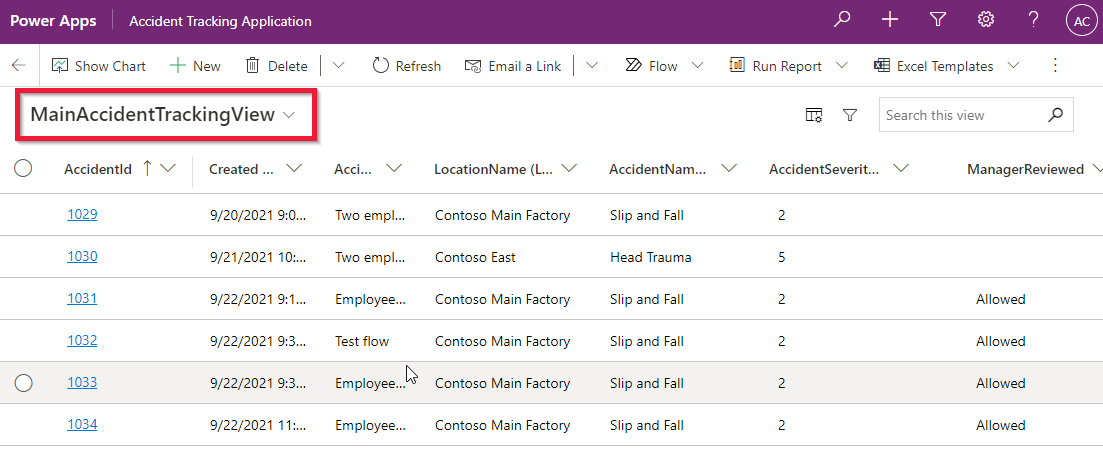 Power Apps Accident Tracking Application AC
Show Chart New Delete Refresh Email a Link Flow Run Report Excel Templates
MainAccidentTrackingView Search this view
AccidentId Created ... Acci... LocationName (L... AccidentNam... AccidentSeverit... ManagerReviewed
1029 9/20/2021 9:0... Two empl... Contoso Main Factory Slip and Fall 2
1030 9/21/2021 10:... Two empl... Contoso East Head Trauma 5
1031 9/22/2021 9:1... Employee... Contoso Main Factory Slip and Fall 2 Allowed
1032 9/22/2021 9:3... Test flow Contoso Main Factory Slip and Fall 2 Allowed
1033 9/22/2021 9:3... Employee... Contoso Main Factory Slip and Fall 2 Allowed
1034 9/22/2021 11:... Employee... Contoso Main Factory Slip and Fall 2 Allowed